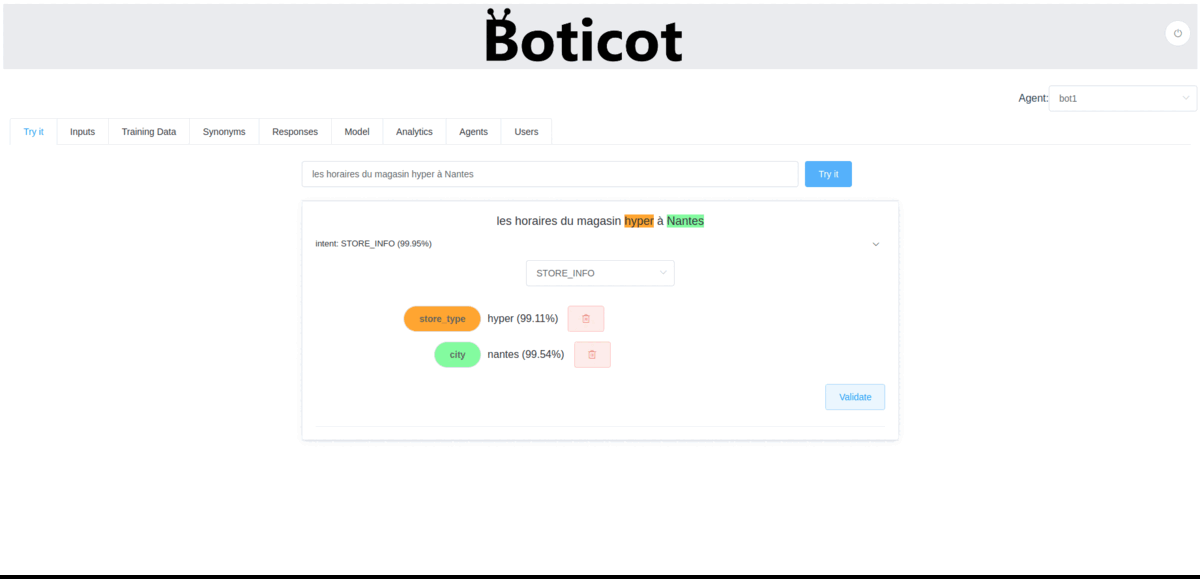 Boticot
Agent: bot1
Try it Inputs Training Data Synonyms Responses Model Analytics Agents Users
les horaires du magasin hyper à Nantes Try it
les horaires du magasin hyper à Nantes
intent: STORE_INFO (99.95%)
STORE_INFO
store_type hyper (99.11%)
city nantes (99.54%)
Validate